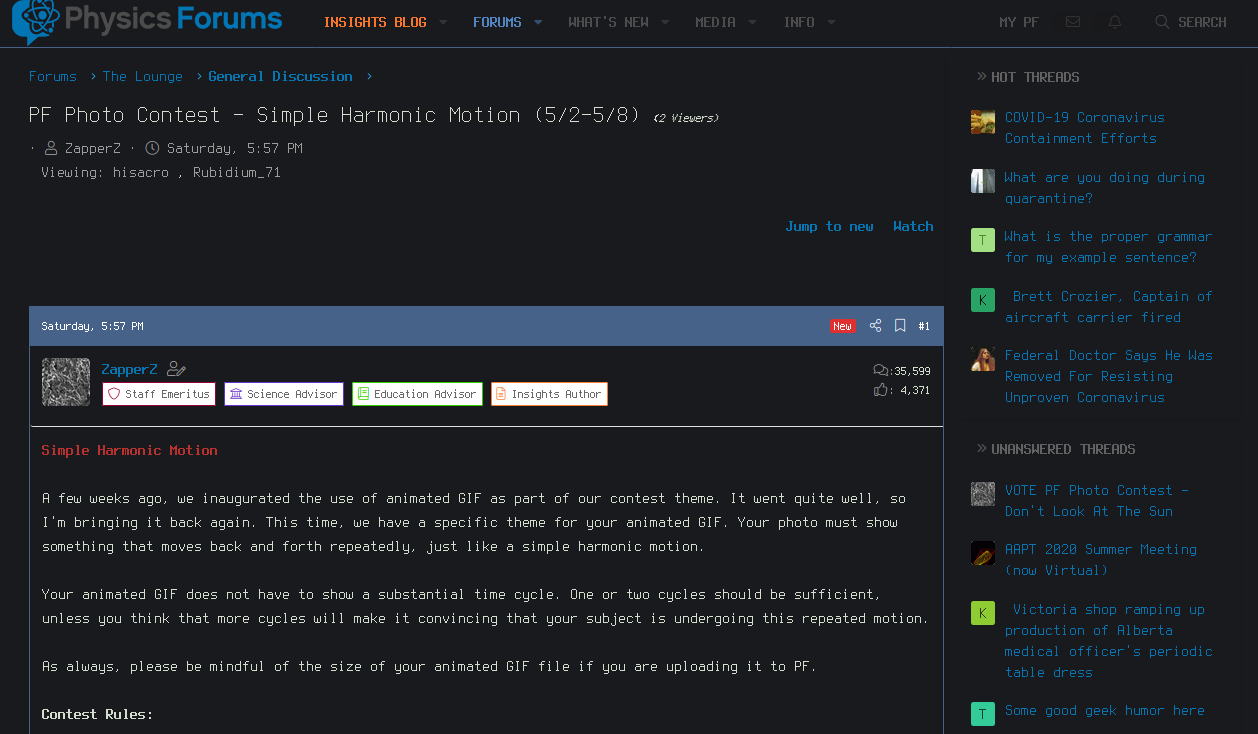 Physics Forums
INSIGHTS BLOG
FORUMS
WHAT'S NEW
MEDIA
INFO
MY PF
SEARCH
Forums > The Lounge > General Discussion >
PF Photo Contest - Simple Harmonic Motion (5/2-5/8) (2 Viewers)
· ZapperZ · Saturday, 5:57 PM
Viewing: hisacro , Rubidium_71
Jump to new Watch
Saturday, 5:57 PM
New
#1
ZapperZ
Staff Emeritus
Science Advisor
Education Advisor
Insights Author
:35,599
: 4,371
Simple Harmonic Motion
A few weeks ago, we inaugurated the use of animated GIF as part of our contest theme. It went quite well, so
I'm bringing it back again. This time, we have a specific theme for your animated GIF. Your photo must show
something that moves back and forth repeatedly, just like a simple harmonic motion.
Your animated GIF does not have to show a substantial time cycle. One or two cycles should be sufficient,
unless you think that more cycles will make it convincing that your subject is undergoing this repeated motion.
As always, please be mindful of the size of your animated GIF file if you are uploading it to PF.
Contest Rules:
» HOT THREADS
COVID-19 Coronavirus
Containment Efforts
What are you doing during
quarantine?
T
What is the proper grammar
for my example sentence?
K
Brett Crozier, Captain of
aircraft carrier fired
Federal Doctor Says He Was
Removed For Resisting
Unproven Coronavirus
» UNANSWERED THREADS
VOTE PF Photo Contest -
Don't Look At The Sun
AAPT 2020 Summer Meeting
(now Virtual)
K
Victoria shop ramping up
production of Alberta
medical officer's periodic
table dress
T
Some good geek humor here